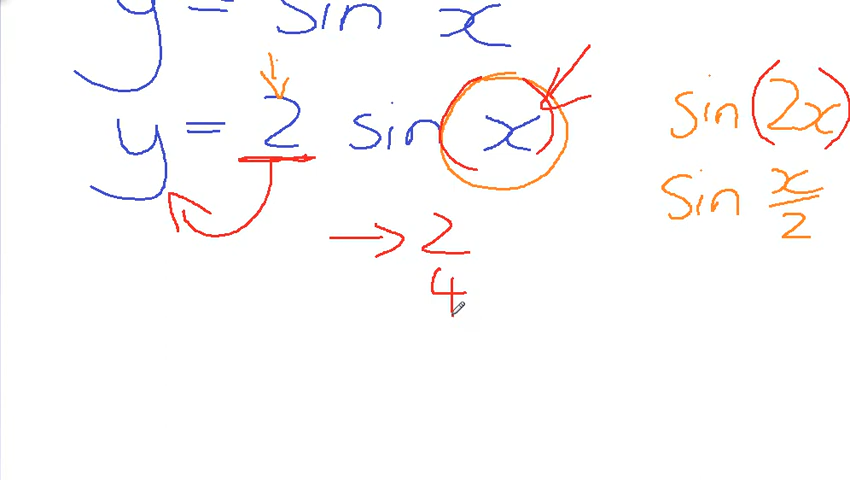 y = sin x
y = 2 sin x
sin (2x)
sin x/2
→ 2
4